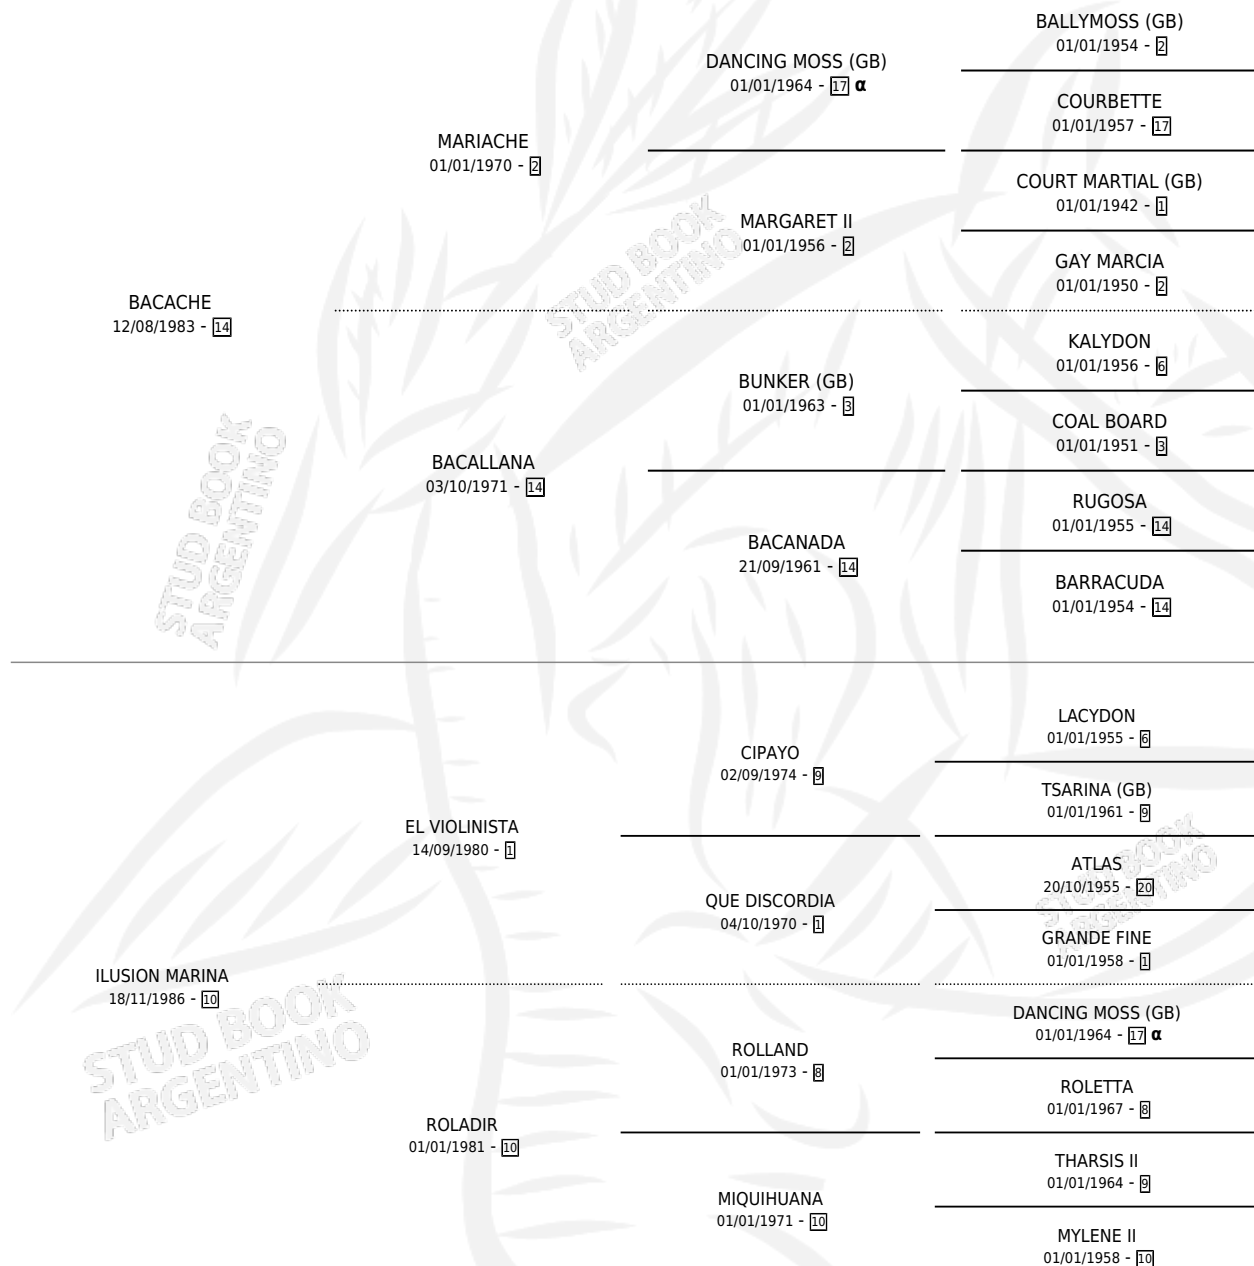 BALLYMOSS (GB)
01/01/1954 - 2
DANCING MOSS (GB)
01/01/1964 - 17 α
COURBETTE
01/01/1957 - 17
MARIACHE
01/01/1970 - 2
COURT MARTIAL (GB)
01/01/1942 - 1
MARGARET II
01/01/1956 - 2
GAY MARCIA
01/01/1950 - 2
BACACHE
12/08/1983 - 14
KALYDON
01/01/1956 - 6
BUNKER (GB)
01/01/1963 - 3
COAL BOARD
01/01/1951 - 3
BACALLANA
03/10/1971 - 14
RUGOSA
01/01/1955 - 14
BACANADA
21/09/1961 - 14
BARRACUDA
01/01/1954 - 14
LACYDON
01/01/1955 - 6
CIPAYO
02/09/1974 - 9
TSARINA (GB)
01/01/1961 - 9
EL VIOLINISTA
14/09/1980 - 1
ATLAS
20/10/1955 - 20
QUE DISCORDIA
04/10/1970 - 1
GRANDE FINE
01/01/1958 - 1
ILUSION MARINA
18/11/1986 - 10
DANCING MOSS (GB)
01/01/1964 - 17 α
ROLLAND
01/01/1973 - 8
ROLETTA
01/01/1967 - 8
ROLADIR
01/01/1981 - 10
THARSIS II
01/01/1964 - 9
MIQUIHUANA
01/01/1971 - 10
MYLENE II
01/01/1958 - 10
STUD BOOK
ARGENTINO
STUD BOOK
ARGENTINO
STUD BOOK
ARGENTINO
STUD BOOK
ARGENTINO